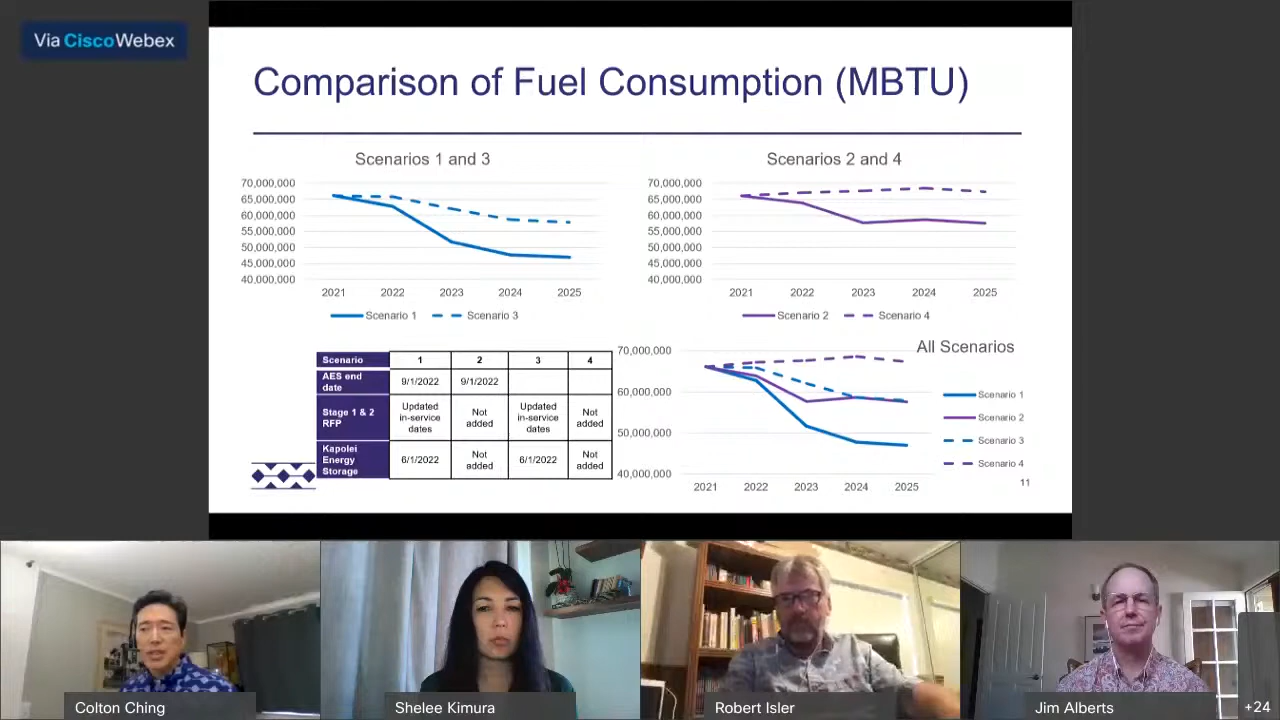 Via Cisco Webex
Comparison of Fuel Consumption (MBTU)
Scenarios 1 and 3
70,000,000
65,000,000
60,000,000
55,000,000
50,000,000
45,000,000
40,000,000
2021 2022 2023 2024 2025
Scenario 1 Scenario 3
Scenarios 2 and 4
70,000,000
65,000,000
60,000,000
55,000,000
50,000,000
45,000,000
40,000,000
2021 2022 2023 2024 2025
Scenario 2 Scenario 4
Scenario 1 2 3 4
AES end
date
9/1/2022 9/1/2022
Stage 1 & 2
RFP
Updated
in-service
dates
Not
added
Updated
in-service
dates
Not
added
Kapolei
Energy
Storage
6/1/2022
Not
added
6/1/2022
Not
added
All Scenarios
70,000,000
60,000,000
50,000,000
40,000,000
2021 2022 2023 2024 2025
Scenario 1
Scenario 2
Scenario 3
Scenario 4
11
Colton Ching
Shelee Kimura
Robert Isler
Jim Alberts
+24